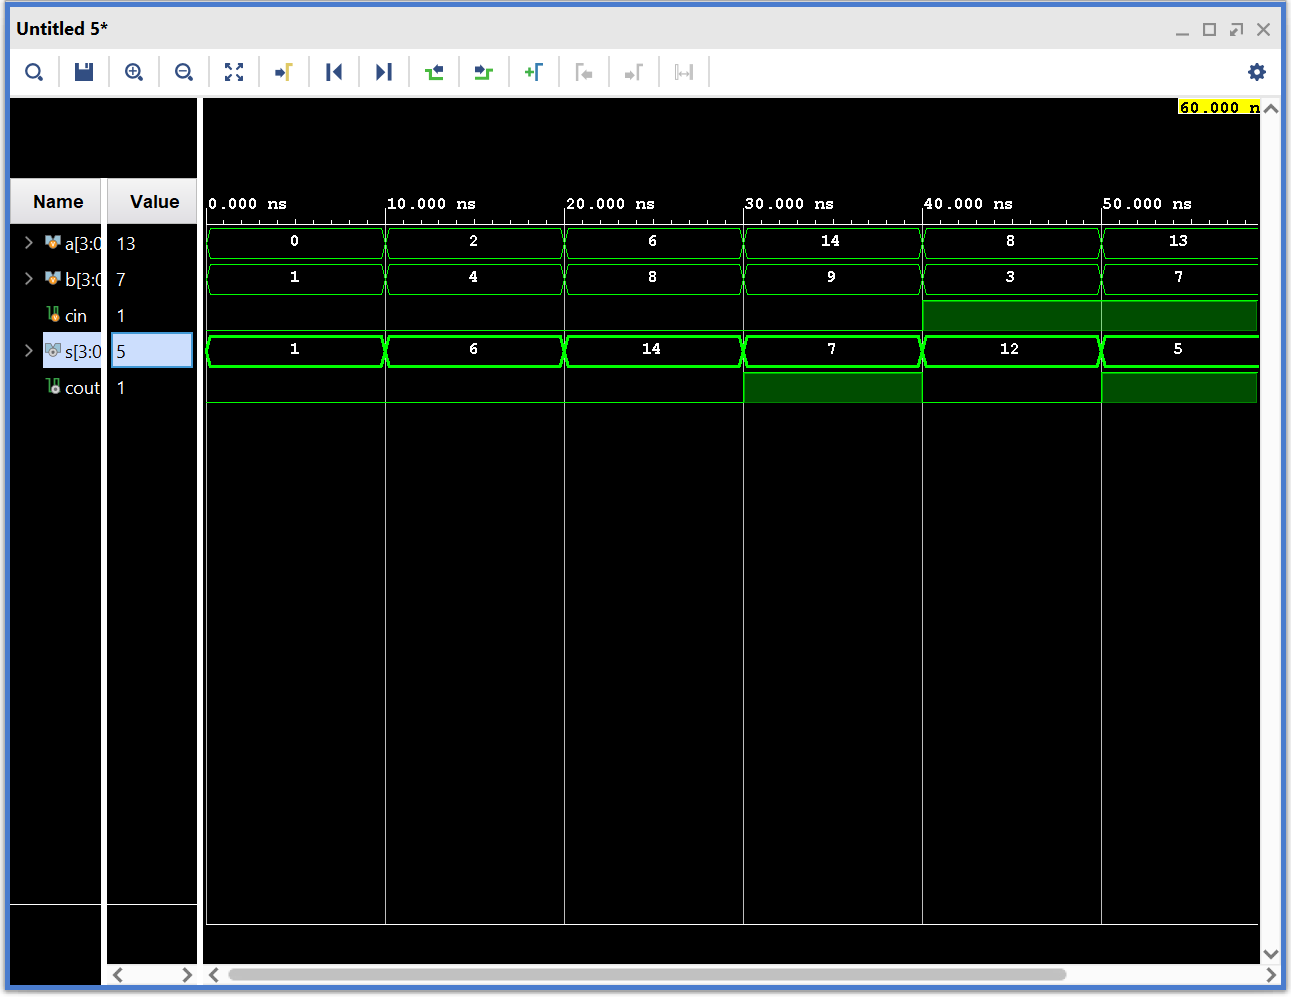 Untitled 5*
60.000 n
Name Value 0.000 ns 10.000 ns 20.000 ns 30.000 ns 40.000 ns 50.000 ns
a[3:0 13 0 2 6 14 8 13
b[3:0 7 1 4 8 9 3 7
cin 1
s[3:0 5 1 6 14 7 12 5
cout 1